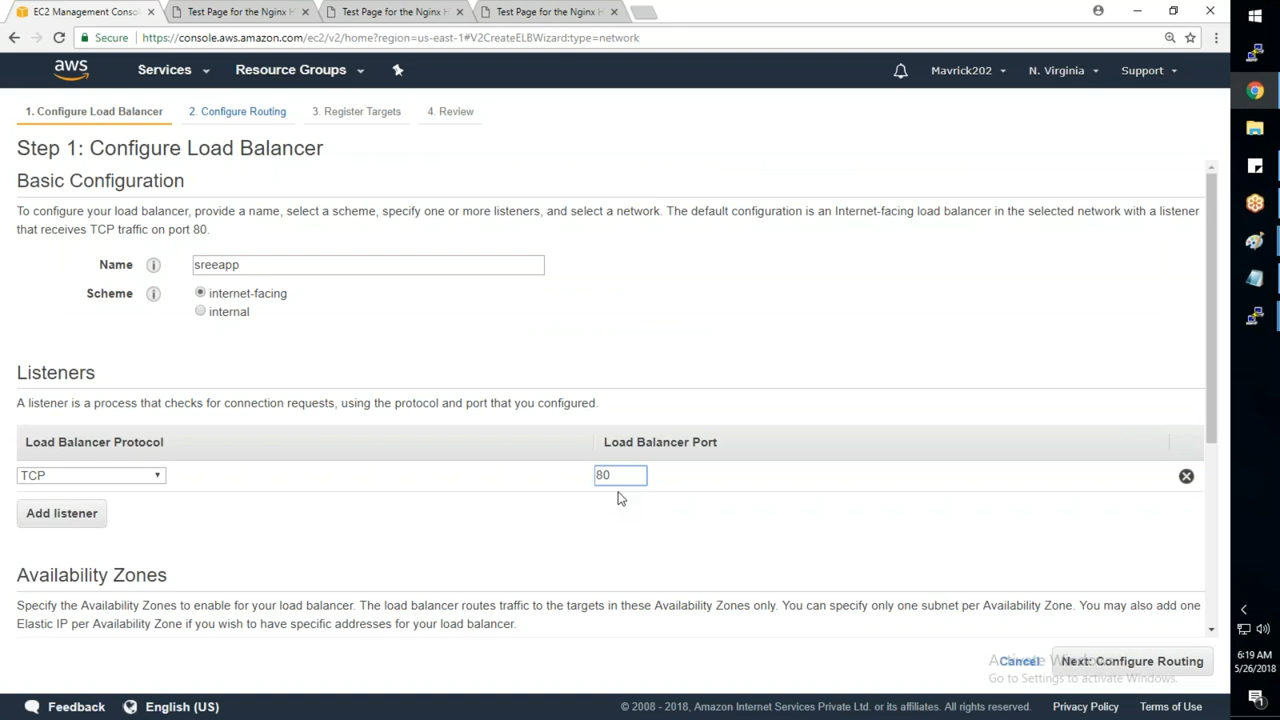 EC2 Management Conso
Test Page for the Nginx H
Test Page for the Nginx H
Test Page for the Nginx H
Secure
https://console.aws.amazon.com/ec2/v2/home?region=us-east-1#V2CreateELBWizard:type=network
aws
Services
Resource Groups
Mavrick202
N. Virginia
Support
1. Configure Load Balancer
2. Configure Routing
3. Register Targets
4. Review
Step 1: Configure Load Balancer
Basic Configuration
To configure your load balancer, provide a name, select a scheme, specify one or more listeners, and select a network. The default configuration is an Internet-facing load balancer in the selected network with a listener
that receives TCP traffic on port 80.
Name
sreeapp
Scheme
internet-facing
internal
Listeners
A listener is a process that checks for connection requests, using the protocol and port that you configured.
Load Balancer Protocol
Load Balancer Port
TCP
80
Add listener
Availability Zones
Specify the Availability Zones to enable for your load balancer. The load balancer routes traffic to the targets in these Availability Zones only. You can specify only one subnet per Availability Zone. You may also add one
Elastic IP per Availability Zone if you wish to have specific addresses for your load balancer.
Activate Windows
Go to Settings to activate Windows.
Cancel
Next: Configure Routing
Feedback
English (US)
© 2008 - 2018, Amazon Internet Services Private Ltd. or its affiliates. All rights reserved.
Privacy Policy
Terms of Use
6:19 AM
5/26/2018
1